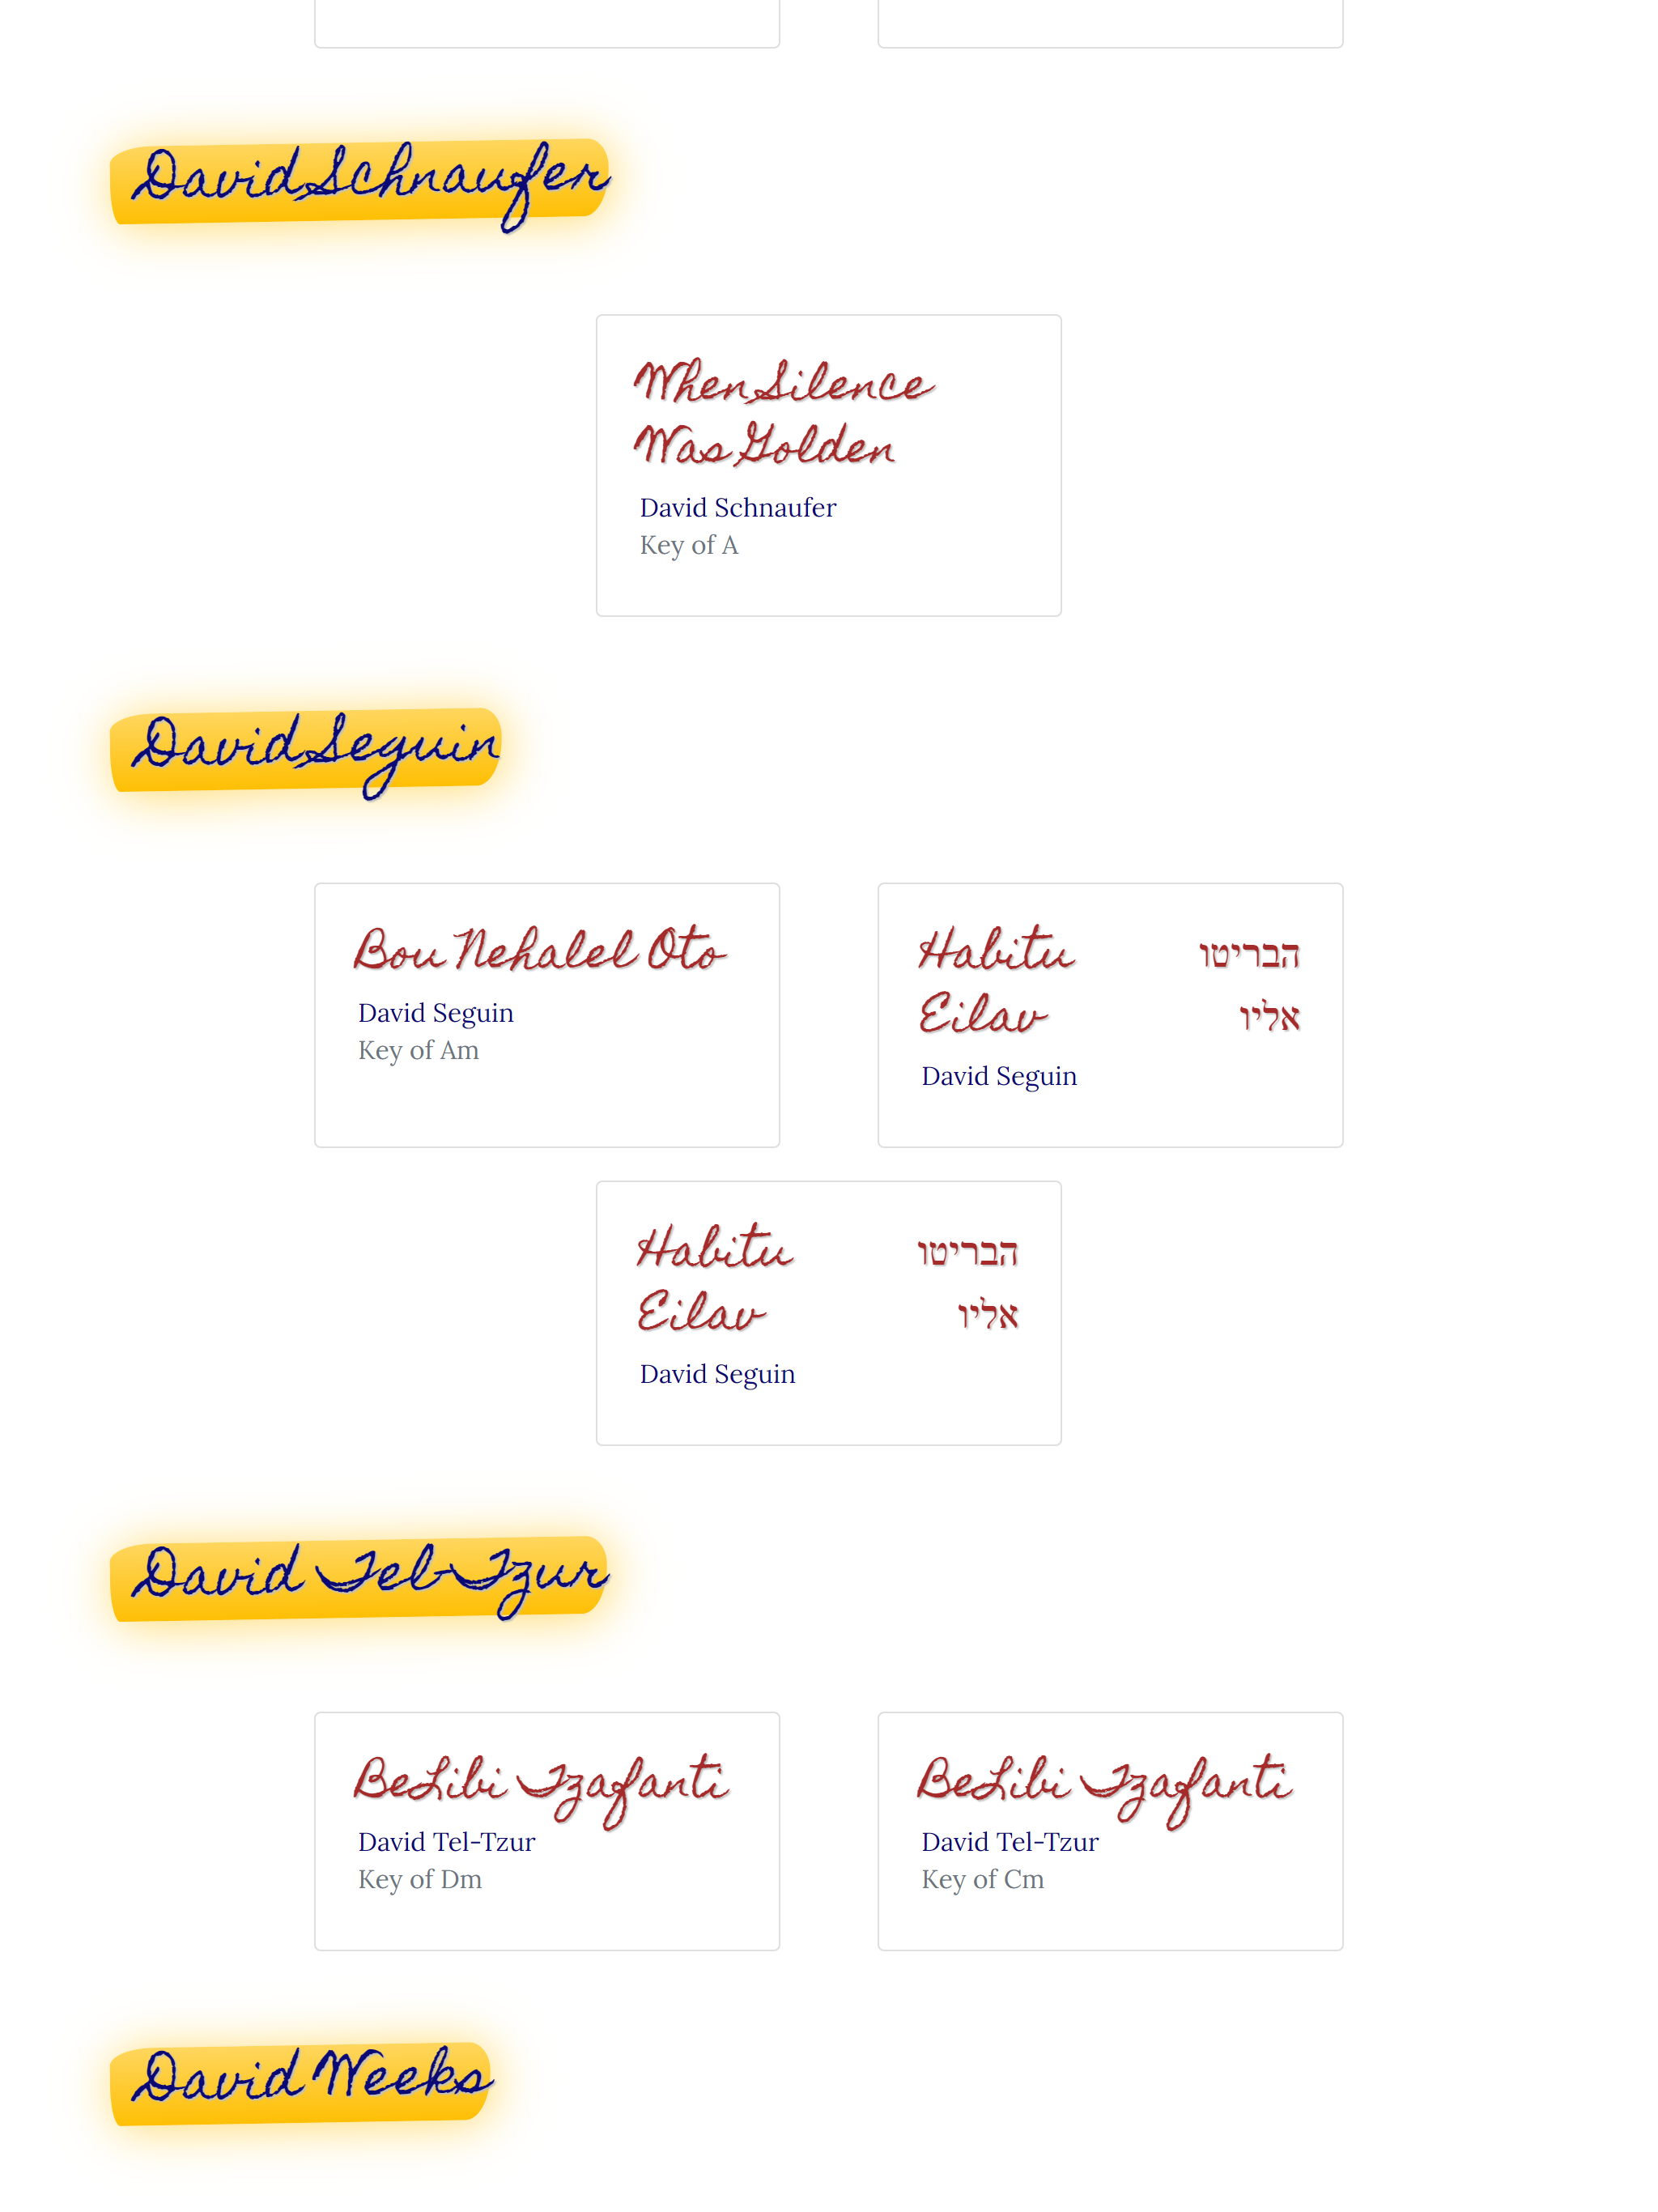 David Schnaufer
When Silence
Was Golden
David Schnaufer
Key of A
David Seguin
Bou Nehalel Oto
David Seguin
Key of Am
Habitu הבריטו
Eilav אליו
David Seguin
Habitu הבריטו
Eilav אליו
David Seguin
David Tel-Tzur
BeLibi Tzafanti
David Tel-Tzur
Key of Dm
BeLibi Tzafanti
David Tel-Tzur
Key of Cm
David Weeks